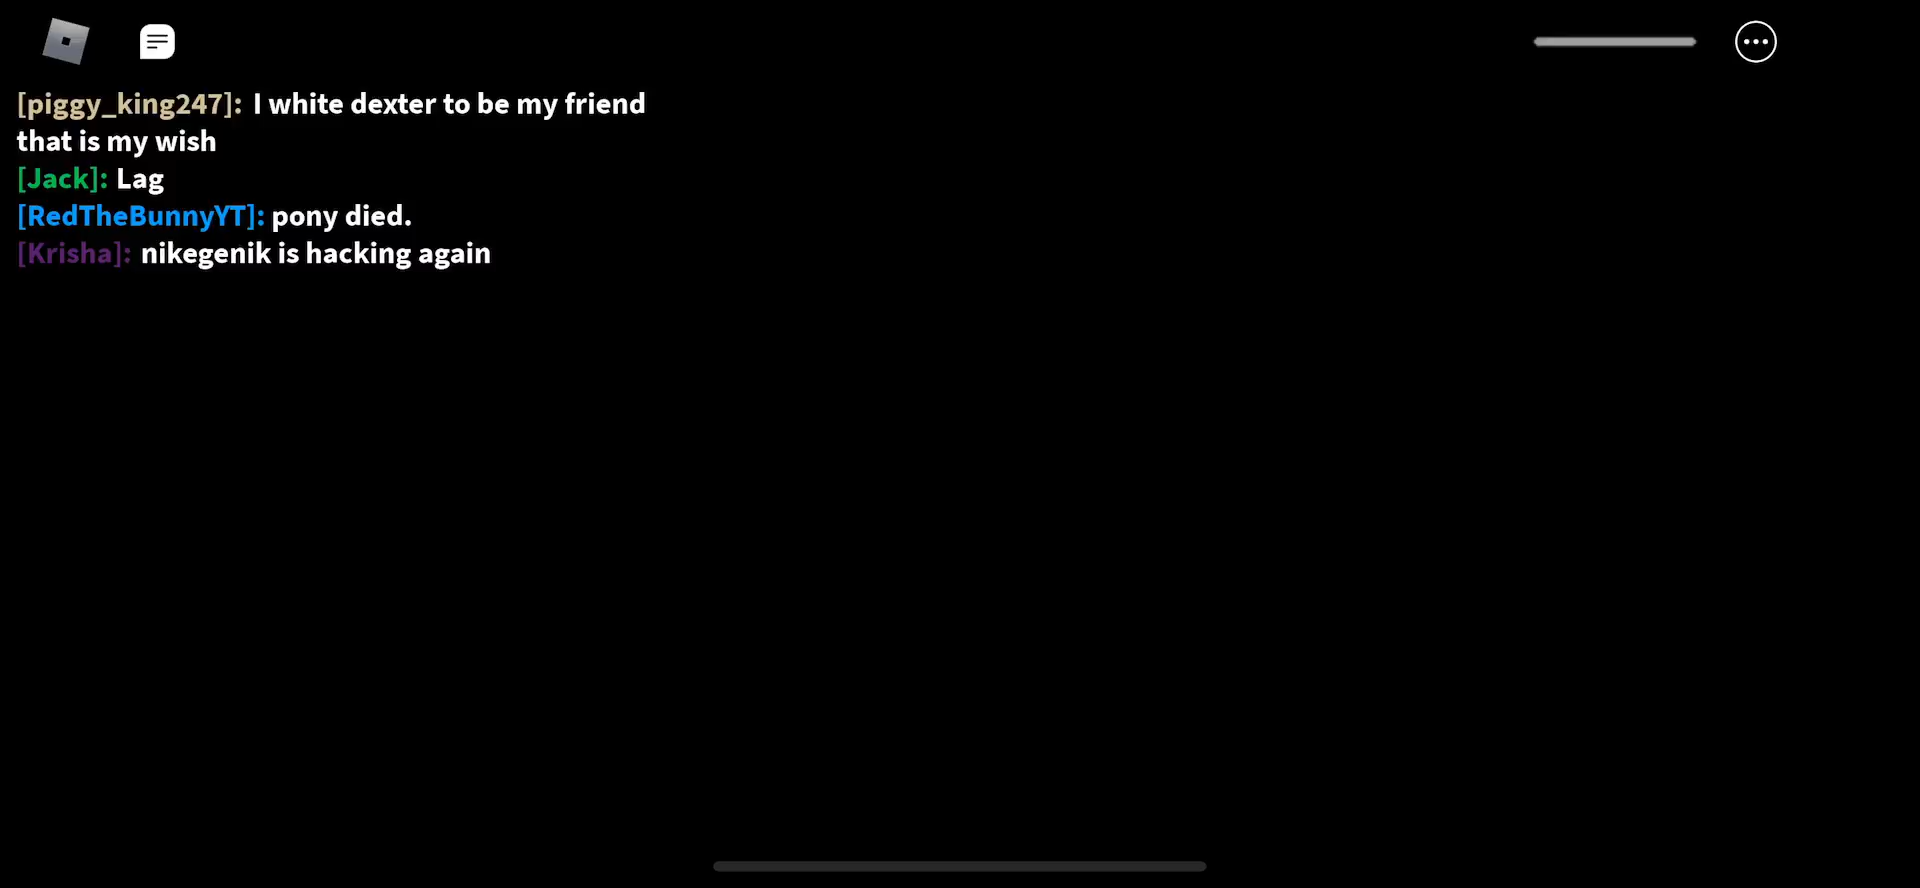 [piggy_king247]: I white dexter to be my friend
that is my wish
[Jack]: Lag
[RedTheBunnyYT]: pony died.
[Krisha]: nikegenik is hacking again